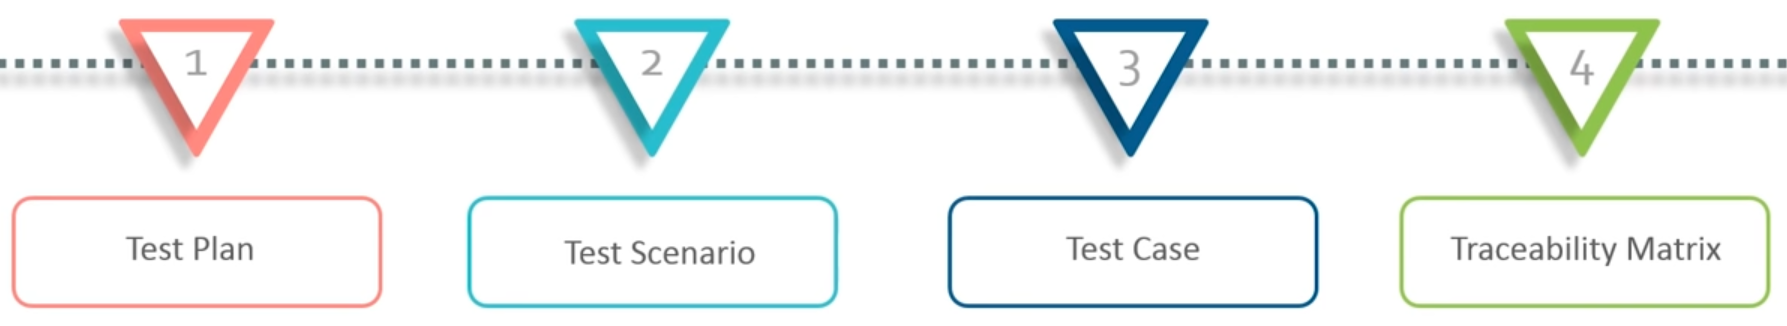 1
2
3
4
Test Plan
Test Scenario
Test Case
Traceability Matrix